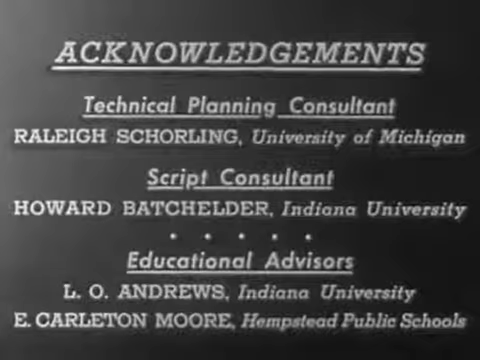 ACKNOWLEDGEMENTS
Technical Planning Consultant
RALEIGH SCHORLING, University of Michigan
Script Consultant
HOWARD BATCHELDER, Indiana University
. . . . .
Educational Advisors
L. O. ANDREWS, Indiana University
E. CARLETON MOORE, Hempstead Public Schools